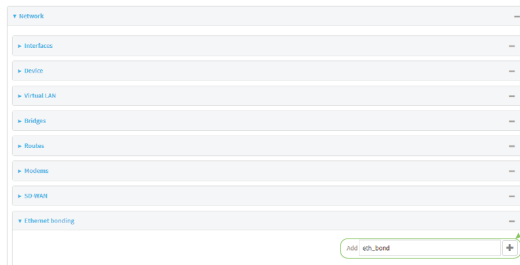 Network
Interfaces
Device
Virtual LAN
Bridges
Routes
Modems
SD-WAN
Ethernet bonding
Add eth_bond